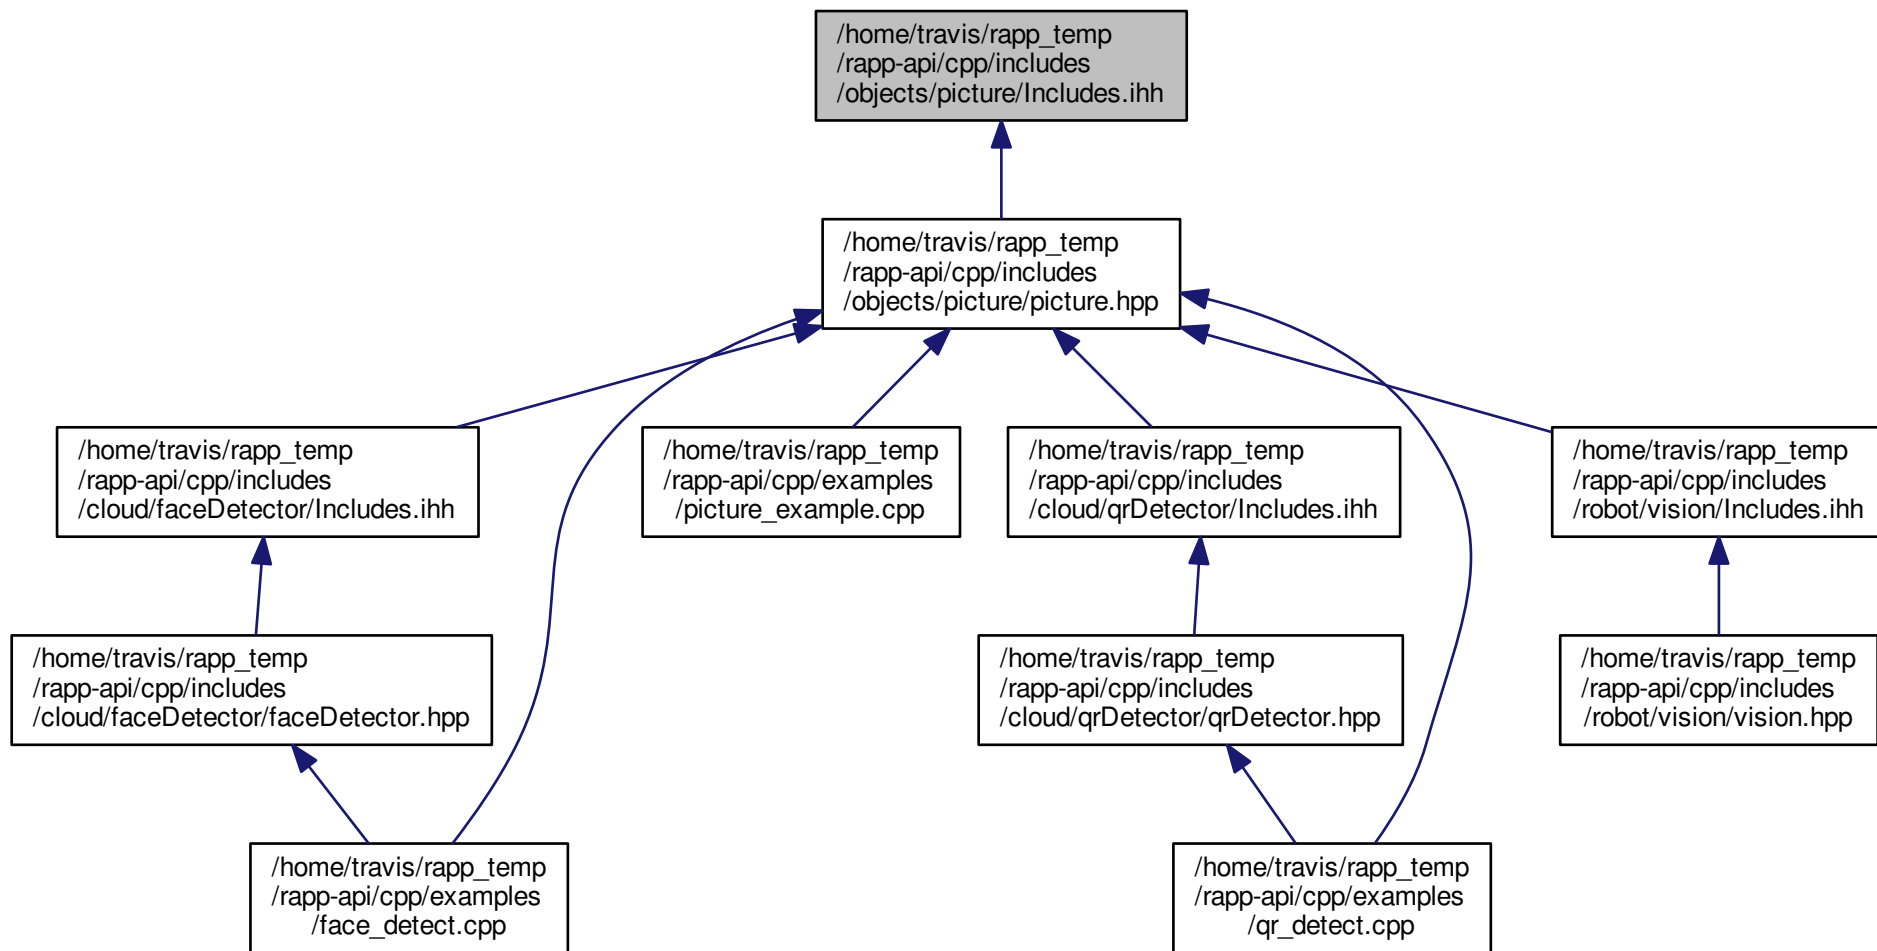 /home/travis/rapp_temp
/rapp-api/cpp/includes
/objects/picture/Includes.ihh
/home/travis/rapp_temp
/rapp-api/cpp/includes
/objects/picture/picture.hpp
/home/travis/rapp_temp
/rapp-api/cpp/includes
/cloud/faceDetector/Includes.ihh
/home/travis/rapp_temp
/rapp-api/cpp/examples
/picture_example.cpp
/home/travis/rapp_temp
/rapp-api/cpp/includes
/cloud/qrDetector/Includes.ihh
/home/travis/rapp_temp
/rapp-api/cpp/includes
/robot/vision/Includes.ihh
/home/travis/rapp_temp
/rapp-api/cpp/includes
/cloud/faceDetector/faceDetector.hpp
/home/travis/rapp_temp
/rapp-api/cpp/includes
/cloud/qrDetector/qrDetector.hpp
/home/travis/rapp_temp
/rapp-api/cpp/includes
/robot/vision/vision.hpp
/home/travis/rapp_temp
/rapp-api/cpp/examples
/face_detect.cpp
/home/travis/rapp_temp
/rapp-api/cpp/examples
/qr_detect.cpp